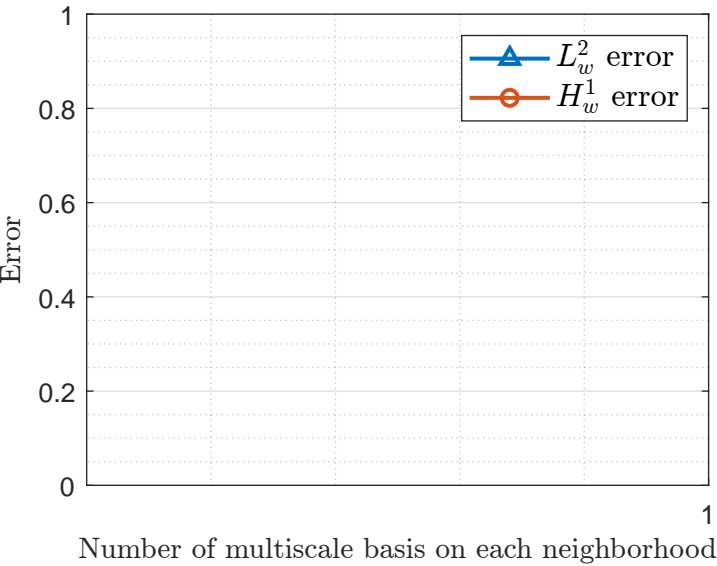 1
0.8
0.6
0.4
0.2
0
Error
L²_w error
H¹_w error
1
Number of multiscale basis on each neighborhood